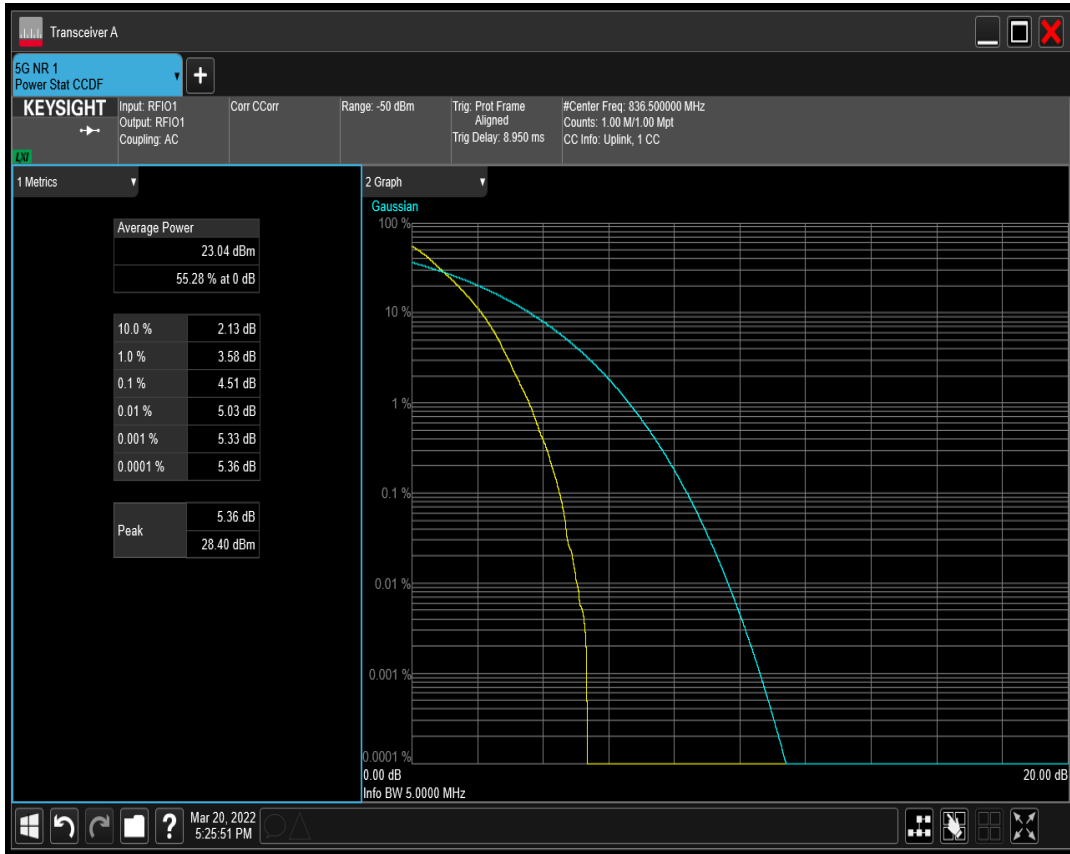 Transceiver A
5G NR 1
Power Stat CCDF
+
KEYSIGHT
LXI
Input: RFIO1
Output: RFIO1
Coupling: AC
Corr CCorr
Range: -50 dBm
Trig: Prot Frame
Aligned
Trig Delay: 8.950 ms
#Center Freq: 836.500000 MHz
Counts: 1.00 M/1.00 Mpt
CC Info: Uplink, 1 CC
1 Metrics
Average Power
23.04 dBm
55.28 % at 0 dB
10.0 % 2.13 dB
1.0 % 3.58 dB
0.1 % 4.51 dB
0.01 % 5.03 dB
0.001 % 5.33 dB
0.0001 % 5.36 dB
Peak
5.36 dB
28.40 dBm
2 Graph
Gaussian
100 %
10 %
1 %
0.1 %
0.01 %
0.001 %
0.0001 %
0.00 dB 20.00 dB
Info BW 5.0000 MHz
?
Mar 20, 2022
5:25:51 PM